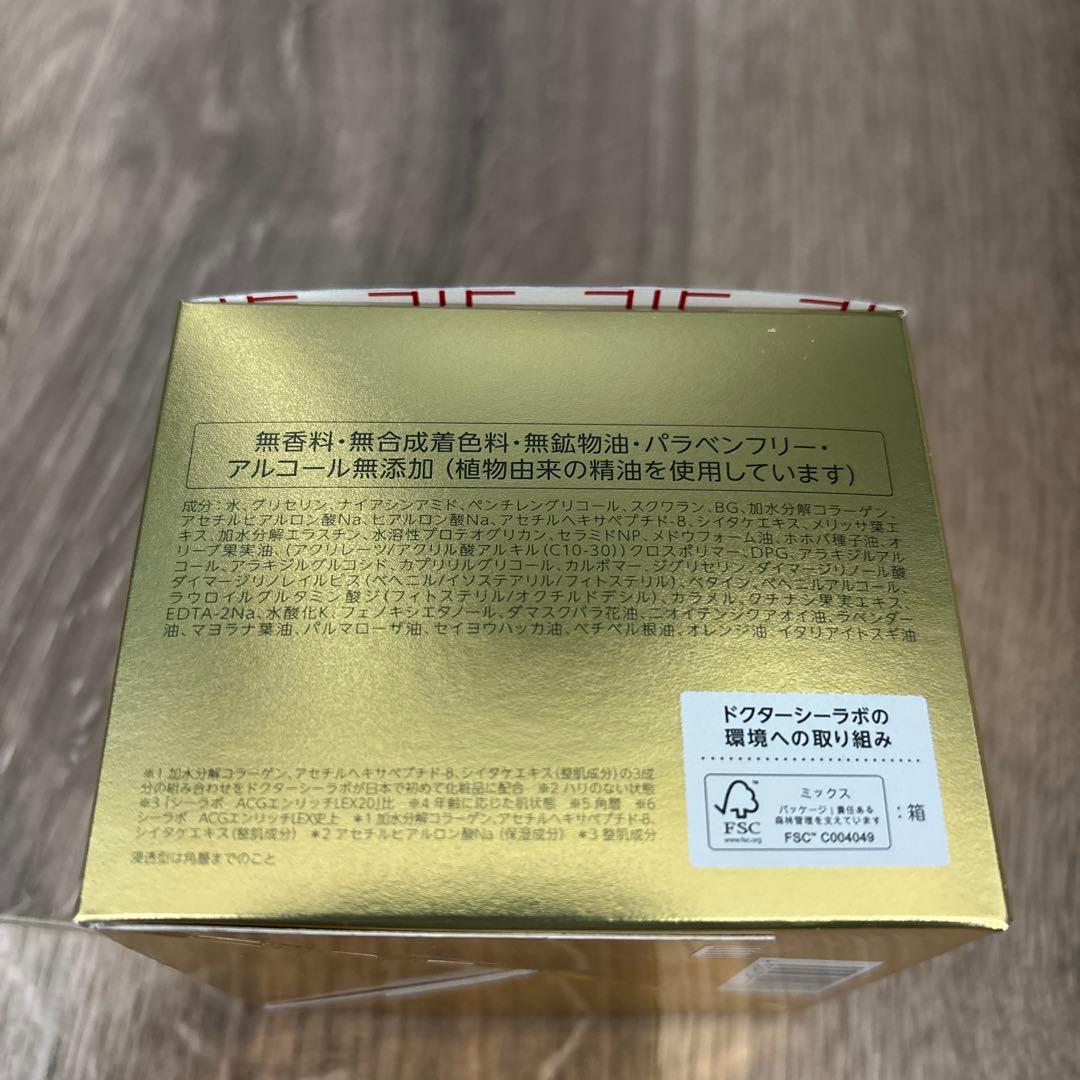 無香料・無合成着色料・無鉱物油・パラベンフリー・
アルコール無添加（植物由来の精油を使用しています）
成分：水、グリセリン、ナイアシンアミド、ペンチレングリコール、スクワラン、BG、加水分解コラーゲン、
アセチルヒアルロン酸Na、ヒアルロン酸Na、アセチルヘキサペプチド-8、シイタケエキス、メリッサ葉エ
キス、加水分解エラスチン、水溶性プロテオグリカン、セラミドNP、メドウフォーム油、ホホバ種子油、オ
リーブ果実油、（アクリレーツ/アクリル酸アルキル（C10-30））クロスポリマー、DPG、アラキジルアル
コール、アラキジルグルコシド、カプリリルグリコール、カルボマー、ジグリセリン、ダイマージリノール酸
ダイマージリノレイルビス（ベヘニル/イソステアリル/フィトステリル）、ベタイン、ベヘニルアルコール、
ラウロイルグルタミン酸ジ（フィトステリル/オクチルドデシル）、カラメル、クチナシ果実エキス、
EDTA-2Na、水酸化K、フェノキシエタノール、ダマスクバラ花油、ニオイテンジクアオイ油、ラベンダー
油、マヨラナ葉油、パルマローザ油、セイヨウハッカ油、ベチベル根油、オレンジ油、イタリアイトスギ油
※1 加水分解コラーゲン、アセチルヘキサペプチド-8、シイタケエキス（整肌成分）の3成
分の組み合わせをドクターシーラボが日本で初めて化粧品に配合 ※2 ハリのない状態
※3「シーラボ ACGエンリッチLEX20」比 ※4 年齢に応じた肌状態 ※5 角層 ※6
シーラボ ACGエンリッチLEX史上 *1 加水分解コラーゲン、アセチルヘキサペプチド-8、
シイタケエキス（整肌成分） *2 アセチルヒアルロン酸Na（保湿成分） *3 整肌成分
浸透型は角層までのこと
ドクターシーラボの
環境への取り組み
FSC
www.fsc.org
ミックス
パッケージ｜責任ある
森林管理を支えています
FSC™ C004049
：箱